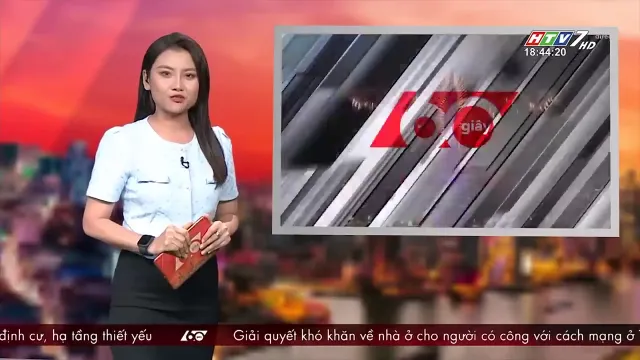 HTV7 HD
18:44:20
60 giây
định cư, hạ tầng thiết yếu 60 Giải quyết khó khăn về nhà ở cho người có công với cách mạng ở